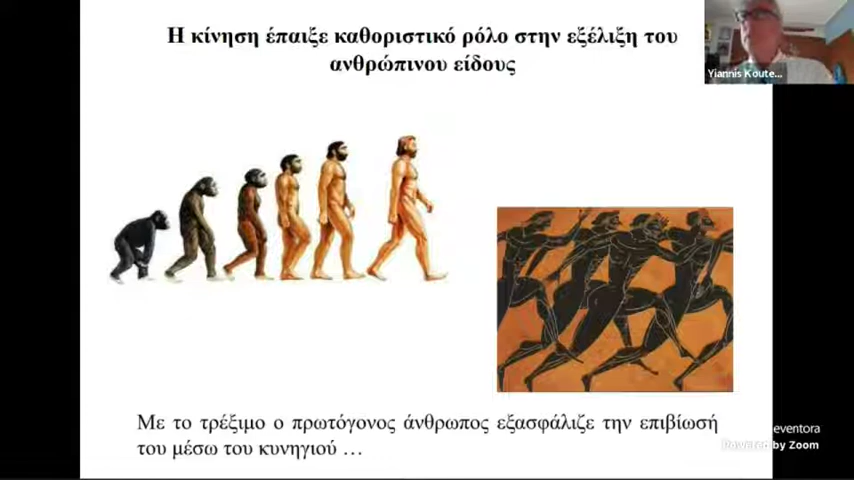 Η κίνηση έπαιξε καθοριστικό ρόλο στην εξέλιξη του
ανθρώπινου είδους
Yiannis Koute...
Με το τρέξιμο ο πρωτόγονος άνθρωπος εξασφάλιζε την επιβίωσή
του μέσω του κυνηγιού …
eventora
Powered by Zoom